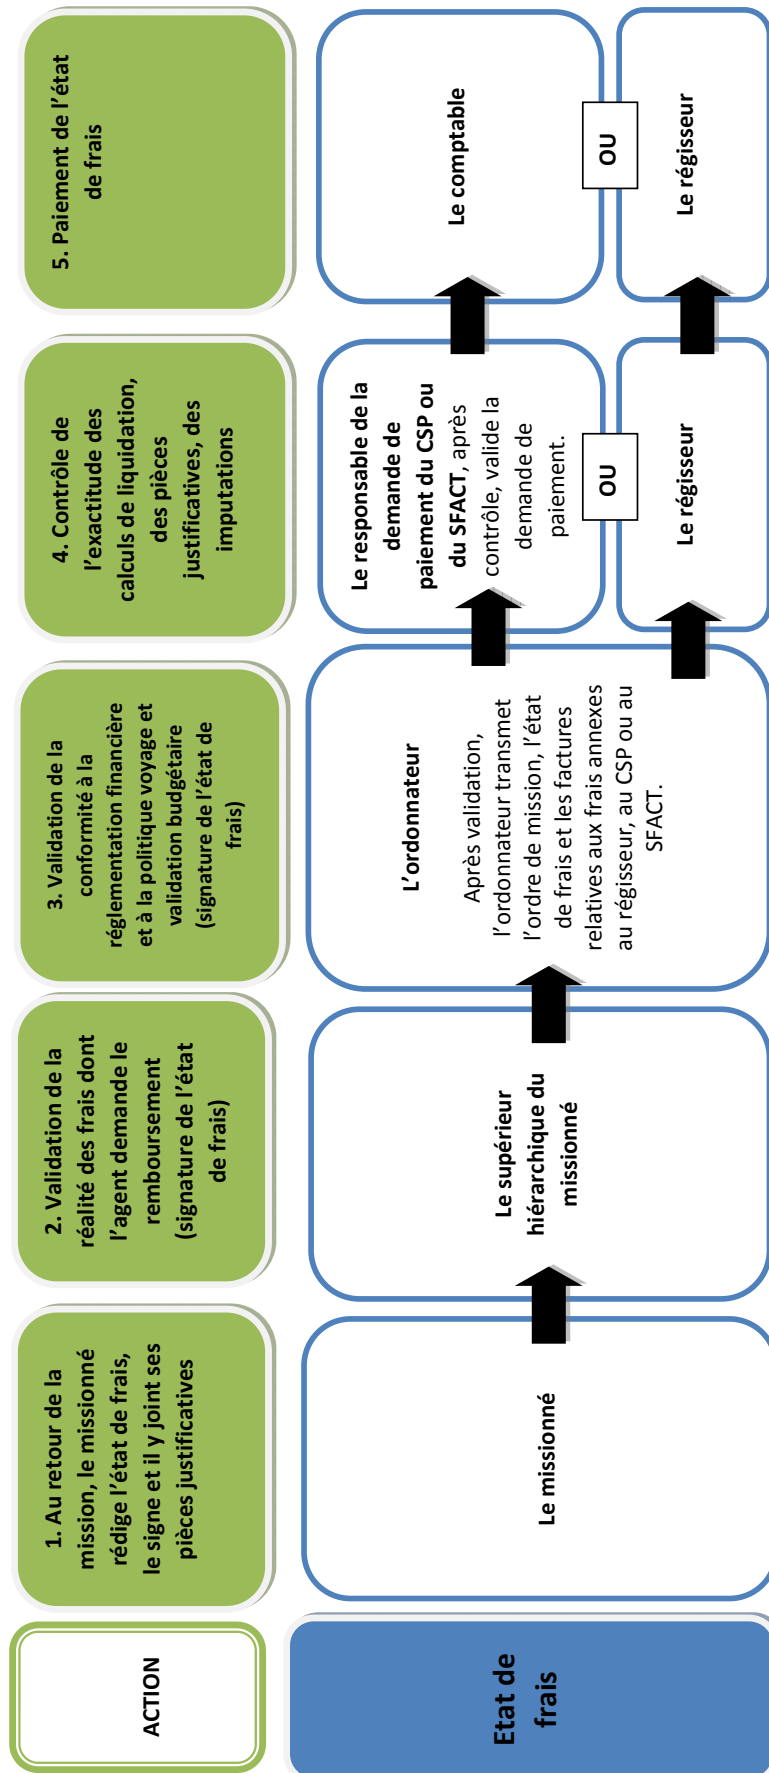 ACTION
1. Au retour de la
mission, le missionné
rédige l'état de frais,
le signe et il y joint ses
pièces justificatives
2. Validation de la
réalité des frais dont
l'agent demande le
remboursement
(signature de l'état
de frais)
3. Validation de la
conformité à la
réglementation financière
et à la politique voyage et
validation budgétaire
(signature de l'état de
frais)
4. Contrôle de
l'exactitude des
calculs de liquidation,
des pièces
justificatives, des
imputations
5. Paiement de l'état
de frais
Etat de
frais
Le missionné
Le supérieur
hiérarchique du
missionné
L'ordonnateur
Après validation,
l'ordonnateur transmet
l'ordre de mission, l'état
de frais et les factures
relatives aux frais annexes
au régisseur, au CSP ou au
SFACT.
Le responsable de la
demande de
paiement du CSP ou
du SFACT, après
contrôle, valide la
demande de
paiement.
OU
Le régisseur
Le comptable
OU
Le régisseur